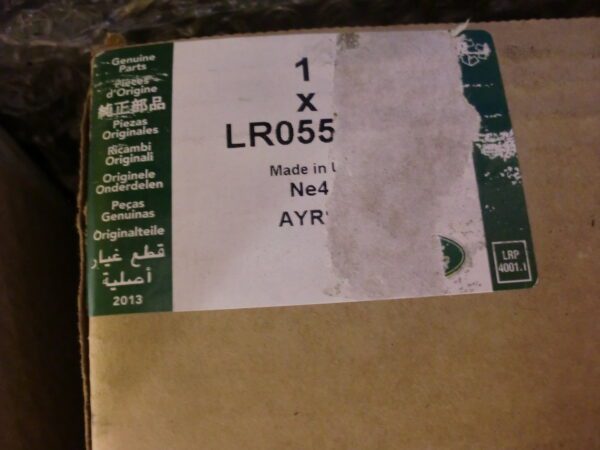 Genuine
Parts
Pièces
d'Origine
純正部品
Piezas
Originales
Ricambi
Originali
Originele
Onderdelen
Peças
Genuinas
Originalteile
قطع غيار
أصلية
2013
1
x
LR055
Made in
Ne4
AYR
LRP
4001.1